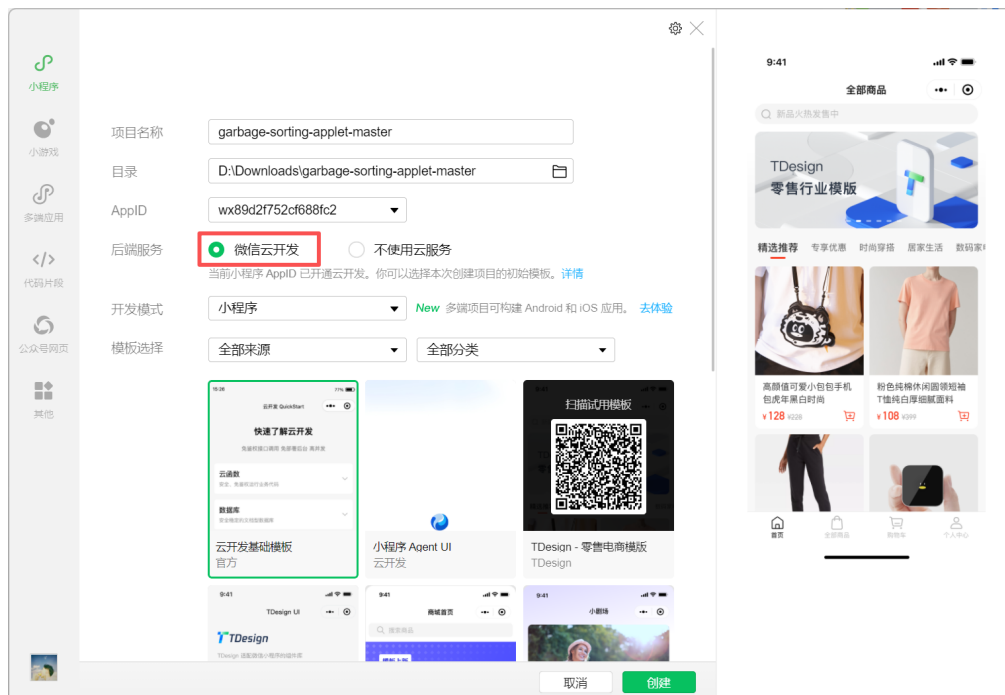 小程序
小游戏
多端应用
代码片段
公众号网页
其他
项目名称
garbage-sorting-applet-master
目录
D:\Downloads\garbage-sorting-applet-master
AppID
wx89d2f752cf688fc2
后端服务
微信云开发
不使用云服务
当前小程序 AppID 已开通云开发。你可以选择本次创建项目的初始模板。详情
开发模式
小程序
New 多端项目可构建 Android 和 iOS 应用。 去体验
模板选择
全部来源
全部分类
云开发 QuickStart
快速了解云开发
云函数
数据库
云开发基础模板
官方
小程序 Agent UI
云开发
扫描试用模板
TDesign - 零售电商模版
TDesign
9:41
TDesign UI
TDesign
9:41
商城首页
搜索商品
9:41
小剧场
取消
创建
9:41
全部商品
新品火热发售中
TDesign
零售行业模版
精选推荐 专享优惠 时尚穿搭 居家生活 数码家
高颜值可爱小包包手机
包虎年黑白时尚
¥128 ¥228
粉色纯棉休闲圆领短袖
T恤纯白厚细腻面料
¥108 ¥399
首页
全部商品
购物车
个人中心